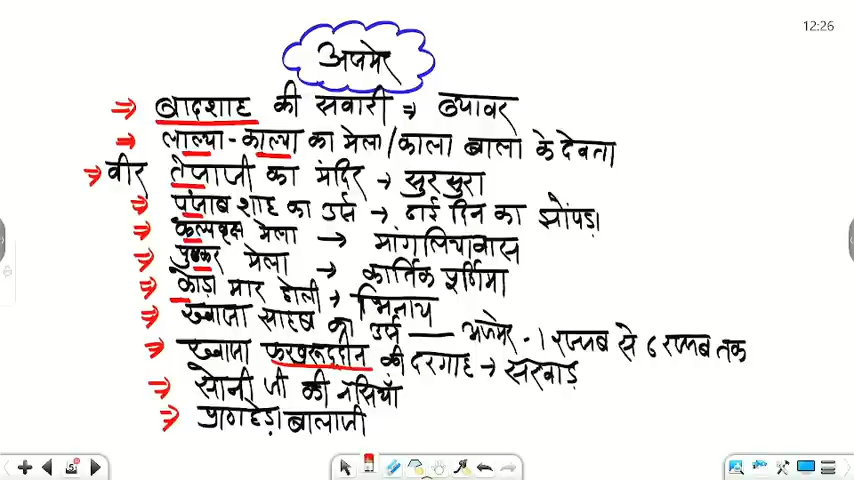 12:26
अजमेर
⇒ बादशाह की सवारी ⇒ ब्यावर
⇒ लाल्या - काल्या का मेला / काला बाला के देवता
⇒ वीर तेजाजी का मंदिर → सुरसुरा
⇒ पंजाब शाह का उर्स → ढाई दिन का झोंपड़ा
⇒ कल्पवृक्ष मेला → मांगलियावास
⇒ पुष्कर मेला → कार्तिक पूर्णिमा
⇒ कोड़ा मार होली → भिनाय
⇒ ख्वाजा साहब का उर्स — अजमेर - 1 रज्जब से 6 रज्जब तक
⇒ ख्वाजा फखरूद्दीन की दरगाह → सरवाड़
⇒ सोनी जी की नसियाँ
⇒ बालाजी